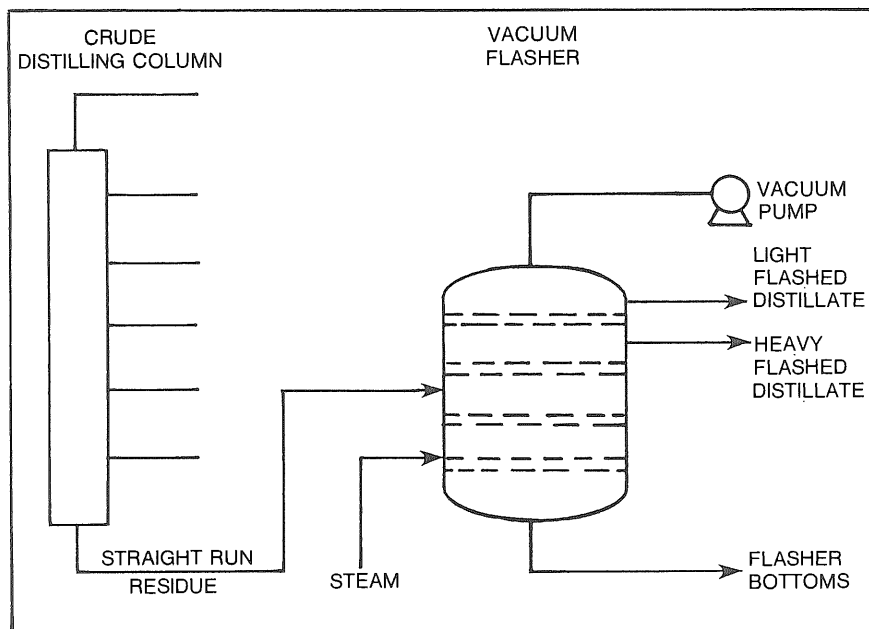 CRUDE
DISTILLING COLUMN
VACUUM
FLASHER
VACUUM
PUMP
LIGHT
FLASHED
DISTILLATE
HEAVY
FLASHED
DISTILLATE
STRAIGHT RUN
RESIDUE
STEAM
FLASHER
BOTTOMS